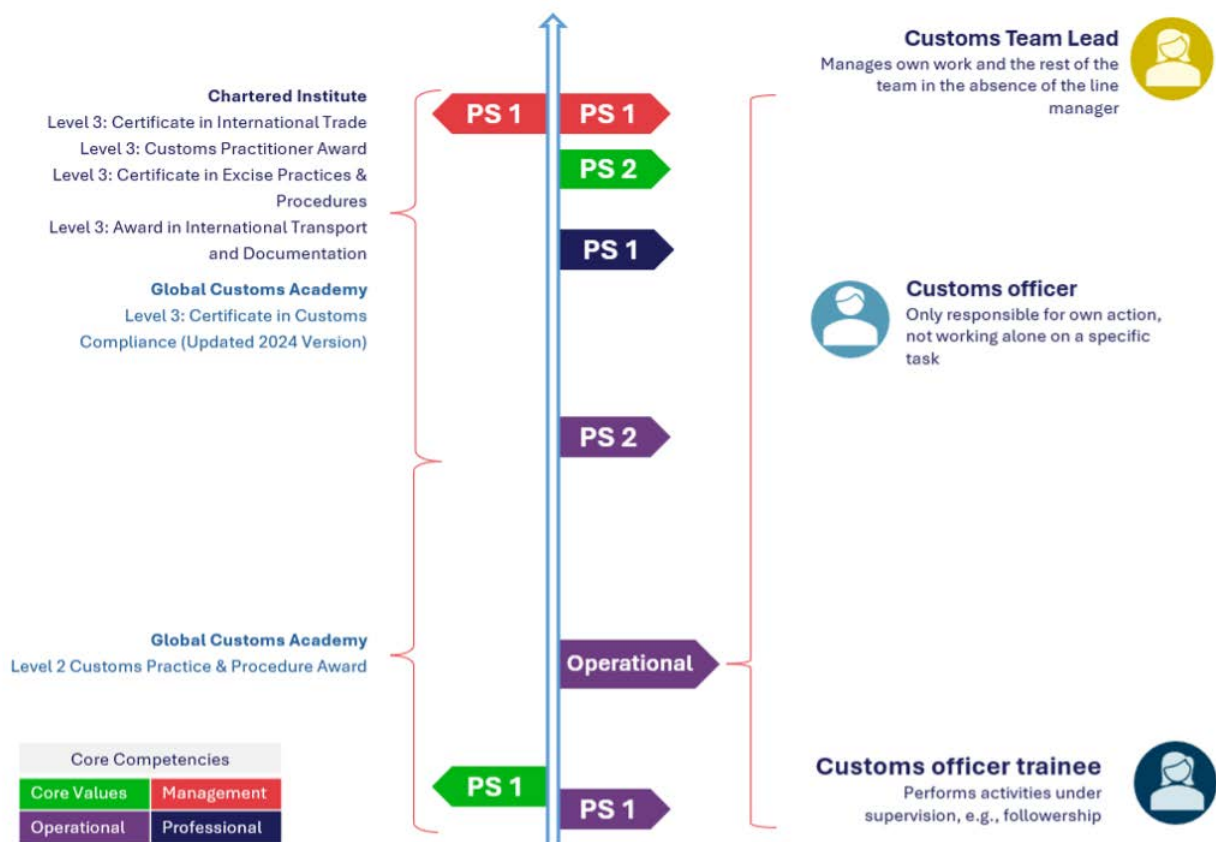 Chartered Institute
Level 3: Certificate in International Trade
Level 3: Customs Practitioner Award
Level 3: Certificate in Excise Practices &
Procedures
Level 3: Award in International Transport
and Documentation
Global Customs Academy
Level 3: Certificate in Customs
Compliance (Updated 2024 Version)
Global Customs Academy
Level 2 Customs Practice & Procedure Award
Core Competencies
Core Values
Management
Operational
Professional
PS 1
PS 1
PS 2
PS 1
PS 2
Operational
PS 1
PS 1
Customs Team Lead
Manages own work and the rest of the
team in the absence of the line
manager
Customs officer
Only responsible for own action,
not working alone on a specific
task
Customs officer trainee
Performs activities under
supervision, e.g., followership